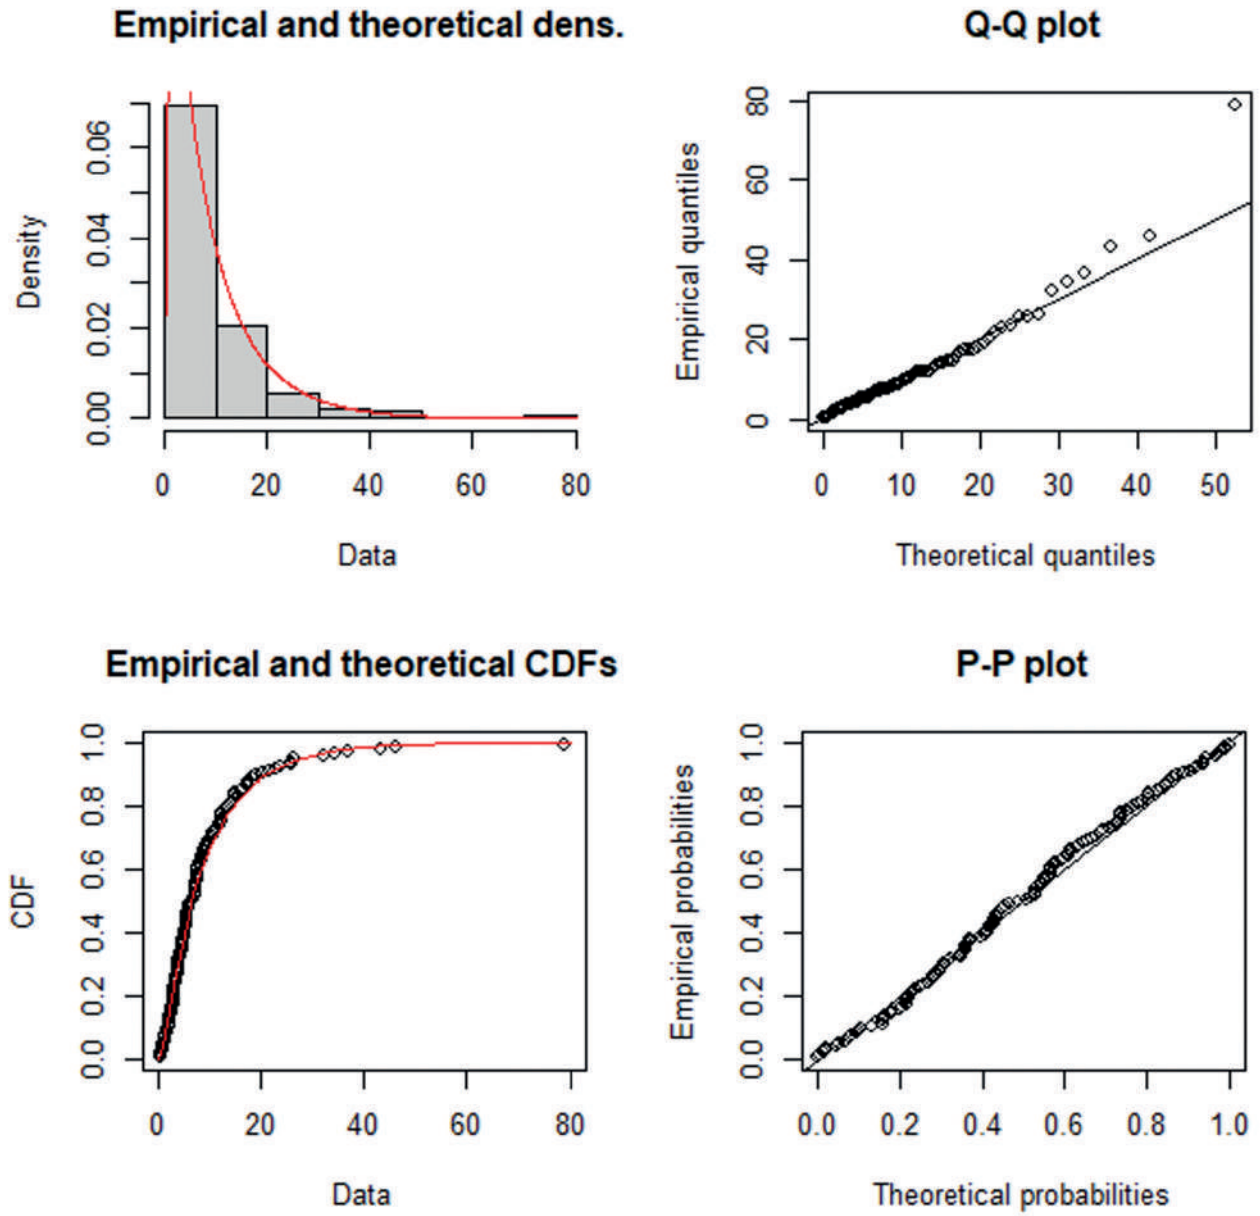 Empirical and theoretical dens.
Density
0.00 0.02 0.04 0.06
0 20 40 60 80
Data
Q-Q plot
Empirical quantiles
0 20 40 60 80
0 10 20 30 40 50
Theoretical quantiles
Empirical and theoretical CDFs
CDF
0.0 0.2 0.4 0.6 0.8 1.0
0 20 40 60 80
Data
P-P plot
Empirical probabilities
0.0 0.2 0.4 0.6 0.8 1.0
0.0 0.2 0.4 0.6 0.8 1.0
Theoretical probabilities